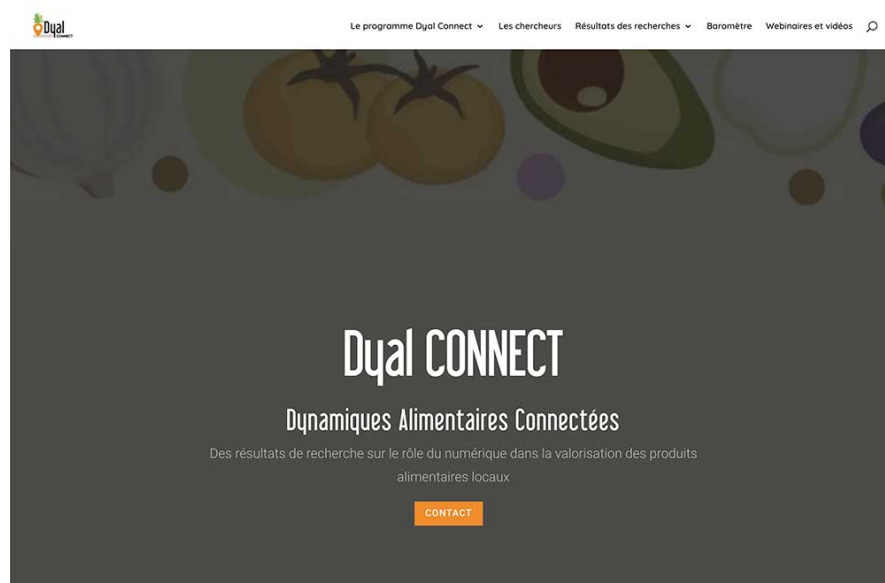 Dyal
CONNECT
Le programme Dyal Connect
Les chercheurs
Résultats des recherches
Baromètre
Webinaires et vidéos
Dyal CONNECT
Dynamiques Alimentaires Connectées
Des résultats de recherche sur le rôle du numérique dans la valorisation des produits
alimentaires locaux
CONTACT